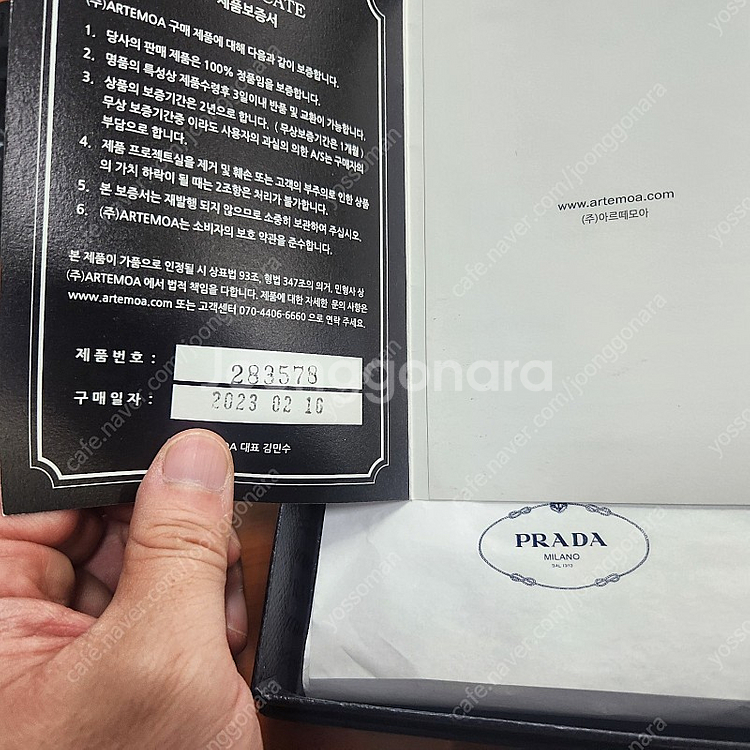 CATE
제품보증서
(주)ARTEMOA 구매 제품에 대해 다음과 같이 보증합니다.
1. 당사의 판매 제품은 100% 정품임을 보증합니다.
2. 명품의 특성상 제품수령후 3일이내 반품 및 교환이 가능합니다.
3. 상품의 보증기간은 2년으로 합니다. ( 무상보증기간은 1개월 )
무상 보증기간중 이라도 사용자의 과실의 의한 A/S는 구매자의
부담으로 합니다.
4. 제품 프로젝트실을 제거 및 훼손 또는 고객의 부주의로 인한 상품
의 가치 하락이 될 때는 2조항은 처리가 불가합니다.
5. 본 보증서는 재발행 되지 않으므로 소중히 보관하여 주십시오.
6. (주)ARTEMOA는 소비자의 보호 약관을 준수합니다.
본 제품이 가품으로 인정될 시 상표법 93조, 형법 347조의 의거, 민형사 상
(주)ARTEMOA 에서 법적 책임을 다합니다. 제품에 대한 자세한 문의 사항은
www.artemoa.com 또는 고객센터 070-4406-6660 으로 연락 주세요.
제품번호 : 283578
구매일자 : 2023 02 16
OA 대표 김민수
www.artemoa.com
(주)아르떼모아
PRADA
MILANO
DAL 1913
Joonggonara
cafe.naver.com/joonggonara
yossoman